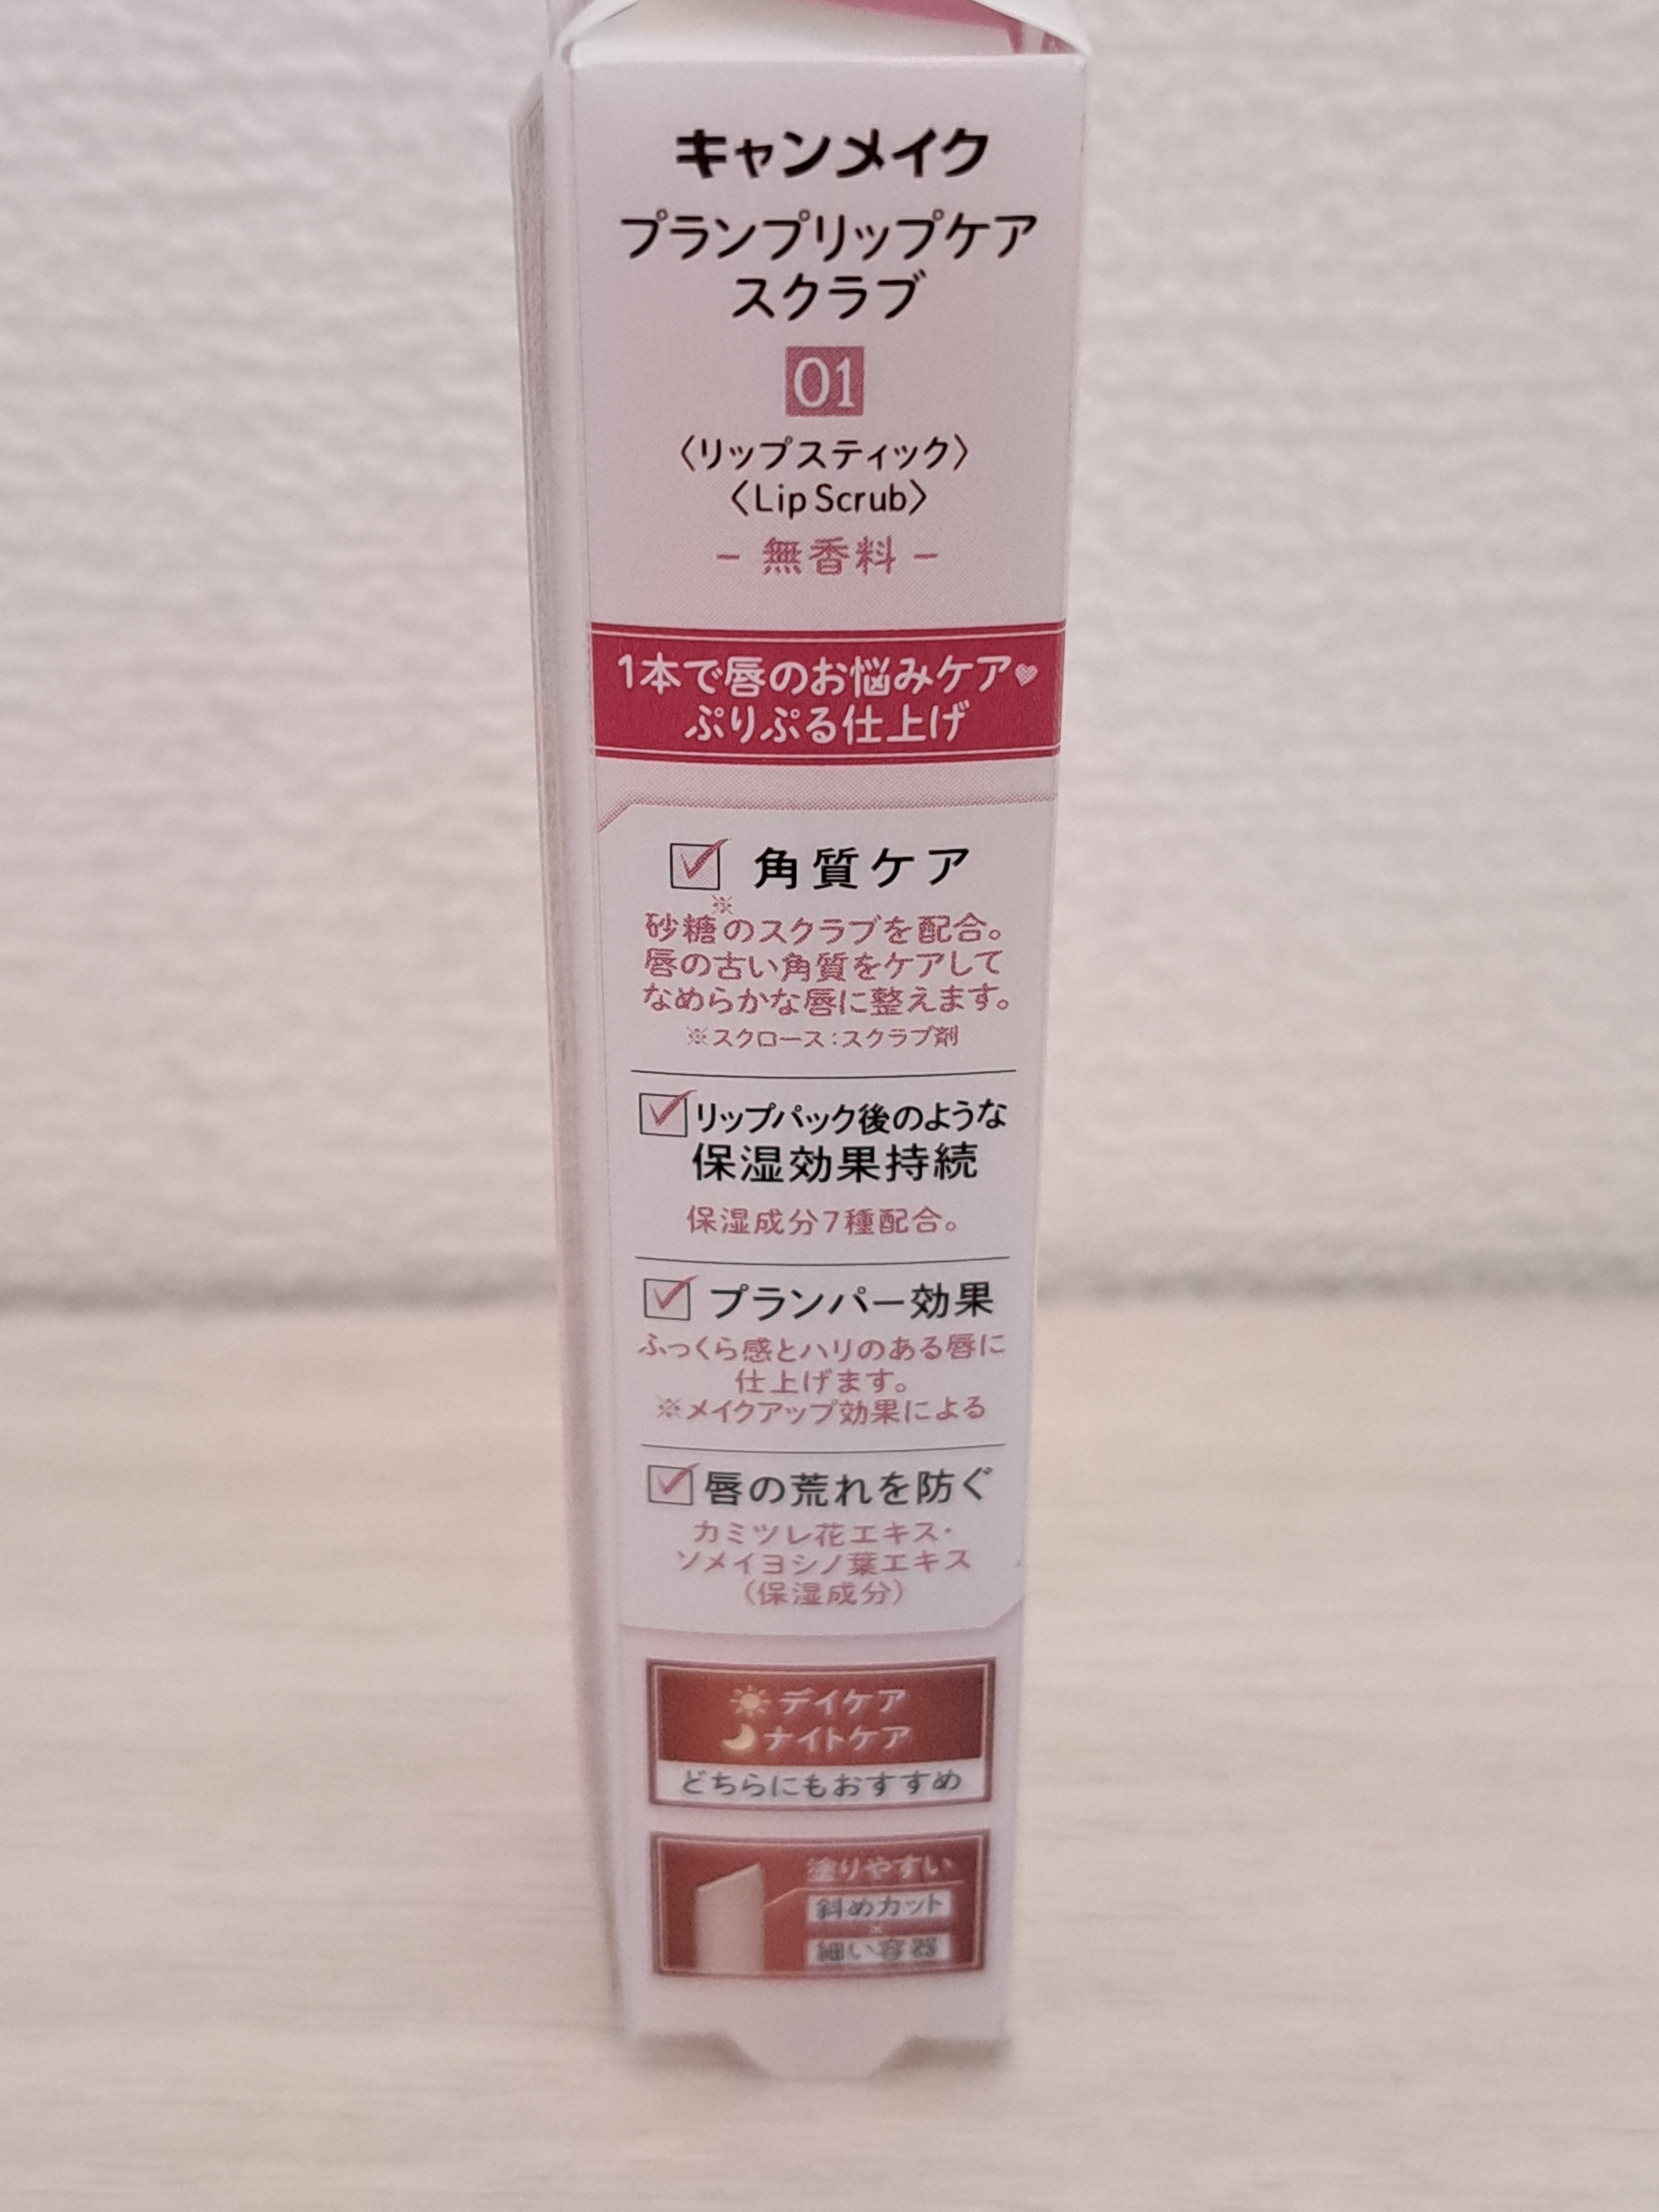 キャンメイク
プランプリップケア
スクラブ
01
〈リップスティック〉
〈Lip Scrub〉
− 無香料 −
1本で唇のお悩みケア♥
ぷりぷる仕上げ
角質ケア
砂糖※のスクラブを配合。
唇の古い角質をケアして
なめらかな唇に整えます。
※スクロース:スクラブ剤
リップパック後のような
保湿効果持続
保湿成分7種配合。
プランパー効果
ふっくら感とハリのある唇に
仕上げます。
※メイクアップ効果による
唇の荒れを防ぐ
カミツレ花エキス・
ソメイヨシノ葉エキス
(保湿成分)
デイケア
ナイトケア
どちらにもおすすめ
塗りやすい
斜めカット
×
細い容器